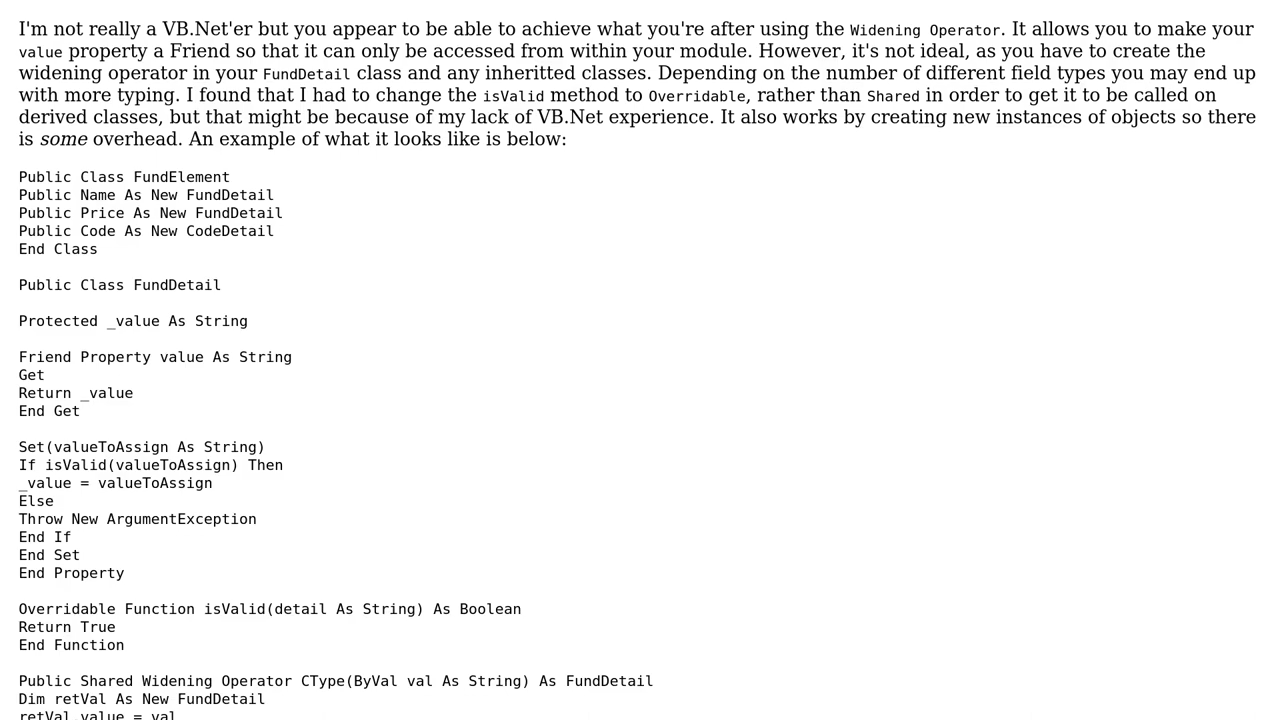 I'm not really a VB.Net'er but you appear to be able to achieve what you're after using the Widening Operator. It allows you to make your
value property a Friend so that it can only be accessed from within your module. However, it's not ideal, as you have to create the
widening operator in your FundDetail class and any inheritted classes. Depending on the number of different field types you may end up
with more typing. I found that I had to change the isValid method to Overridable, rather than Shared in order to get it to be called on
derived classes, but that might be because of my lack of VB.Net experience. It also works by creating new instances of objects so there
is some overhead. An example of what it looks like is below:
Public Class FundElement
Public Name As New FundDetail
Public Price As New FundDetail
Public Code As New CodeDetail
End Class
Public Class FundDetail
Protected _value As String
Friend Property value As String
Get
Return _value
End Get
Set(valueToAssign As String)
If isValid(valueToAssign) Then
_value = valueToAssign
Else
Throw New ArgumentException
End If
End Set
End Property
Overridable Function isValid(detail As String) As Boolean
Return True
End Function
Public Shared Widening Operator CType(ByVal val As String) As FundDetail
Dim retVal As New FundDetail
retVal.value = val